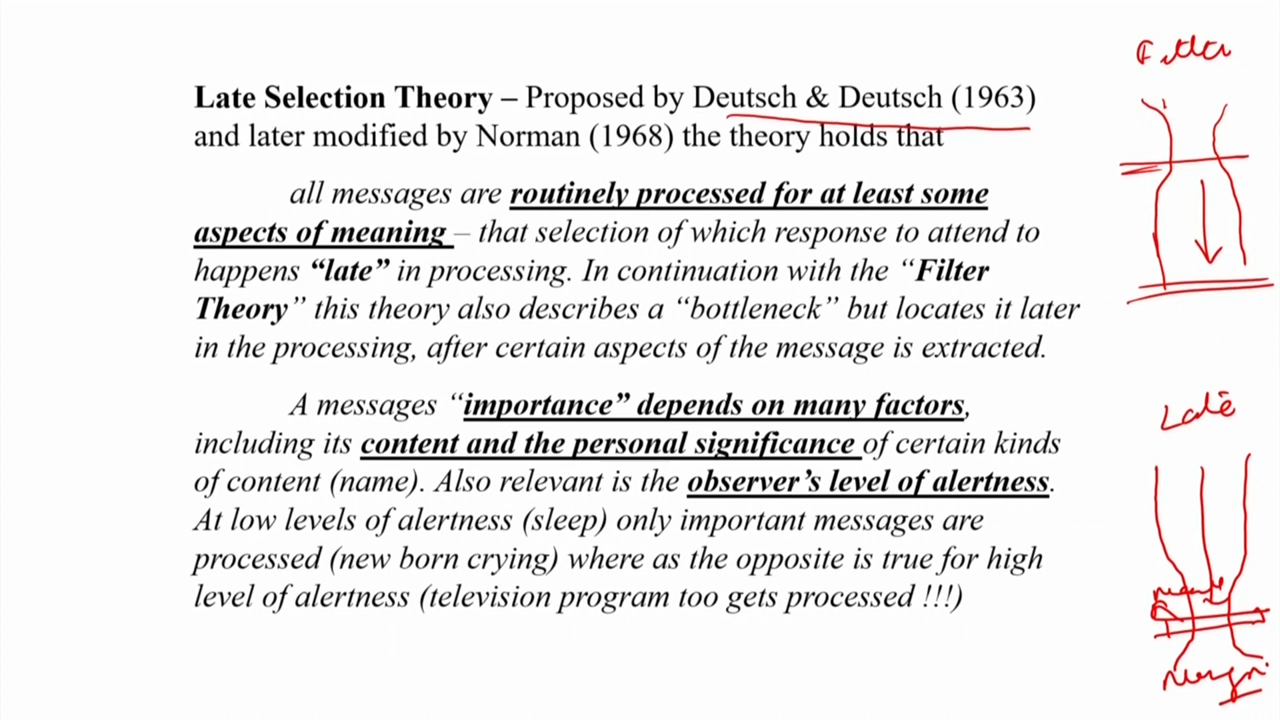 Late Selection Theory – Proposed by Deutsch & Deutsch (1963)
and later modified by Norman (1968) the theory holds that
all messages are routinely processed for at least some
aspects of meaning – that selection of which response to attend to
happens “late” in processing. In continuation with the “Filter
Theory” this theory also describes a “bottleneck” but locates it later
in the processing, after certain aspects of the message is extracted.
A messages “importance” depends on many factors,
including its content and the personal significance of certain kinds
of content (name). Also relevant is the observer’s level of alertness.
At low levels of alertness (sleep) only important messages are
processed (new born crying) where as the opposite is true for high
level of alertness (television program too gets processed !!!)
Filter
Late